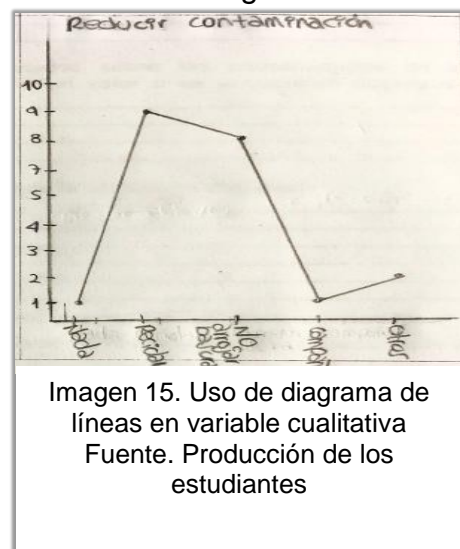 Reducir contaminación
10
9
8
7
5
4
3
2
1
Nada
Reciclar
NO
arrojar
basura
otros
Imagen 15. Uso de diagrama de
líneas en variable cualitativa
Fuente. Producción de los
estudiantes